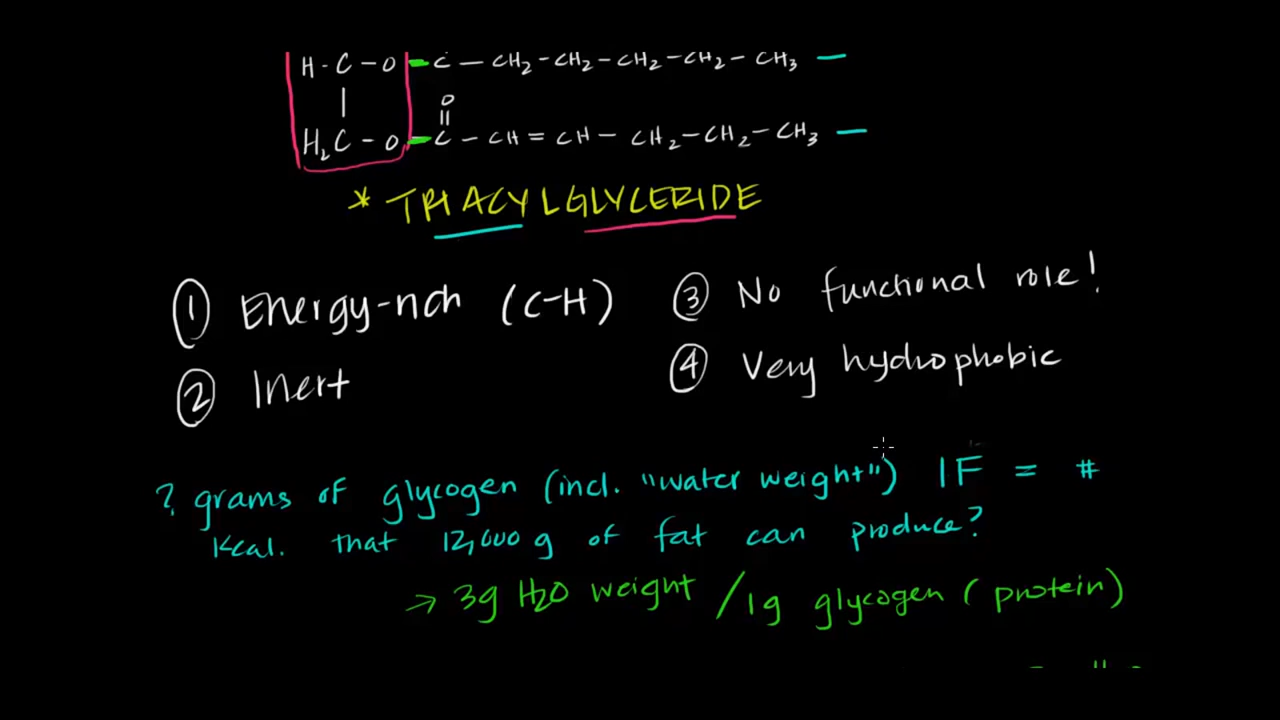 H - C - O - C - CH2 - CH2 - CH2 - CH2 - CH3 -
O
H2C - O - C - CH = CH - CH2 - CH2 - CH3 -
* TRIACYLGLYCERIDE
① Energy-rich (C-H)
② Inert
③ No functional role!
④ Very hydrophobic
? grams of glycogen (incl. "water weight") IF = #
Kcal. that 12,000 g of fat can produce?
→ 3g H2O weight / 1g glycogen (protein)